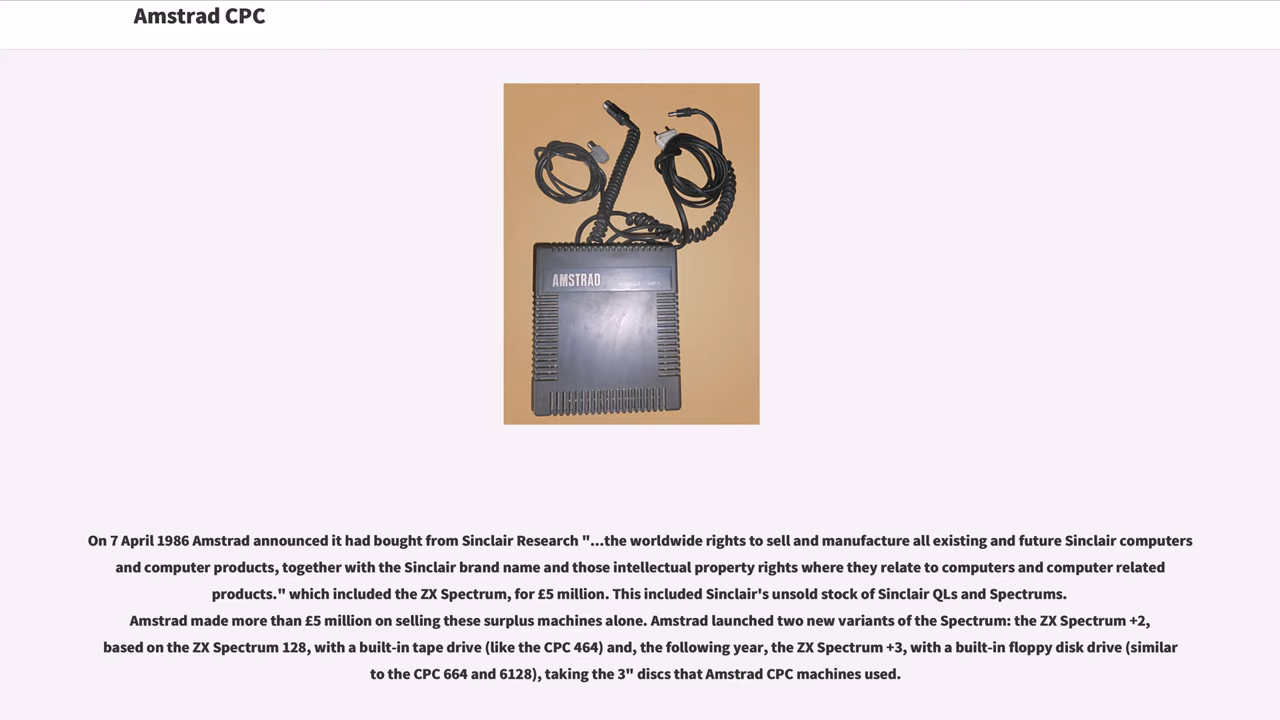 Amstrad CPC
AMSTRAD
On 7 April 1986 Amstrad announced it had bought from Sinclair Research "...the worldwide rights to sell and manufacture all existing and future Sinclair computers
and computer products, together with the Sinclair brand name and those intellectual property rights where they relate to computers and computer related
products." which included the ZX Spectrum, for £5 million. This included Sinclair's unsold stock of Sinclair QLs and Spectrums.
Amstrad made more than £5 million on selling these surplus machines alone. Amstrad launched two new variants of the Spectrum: the ZX Spectrum +2,
based on the ZX Spectrum 128, with a built-in tape drive (like the CPC 464) and, the following year, the ZX Spectrum +3, with a built-in floppy disk drive (similar
to the CPC 664 and 6128), taking the 3" discs that Amstrad CPC machines used.